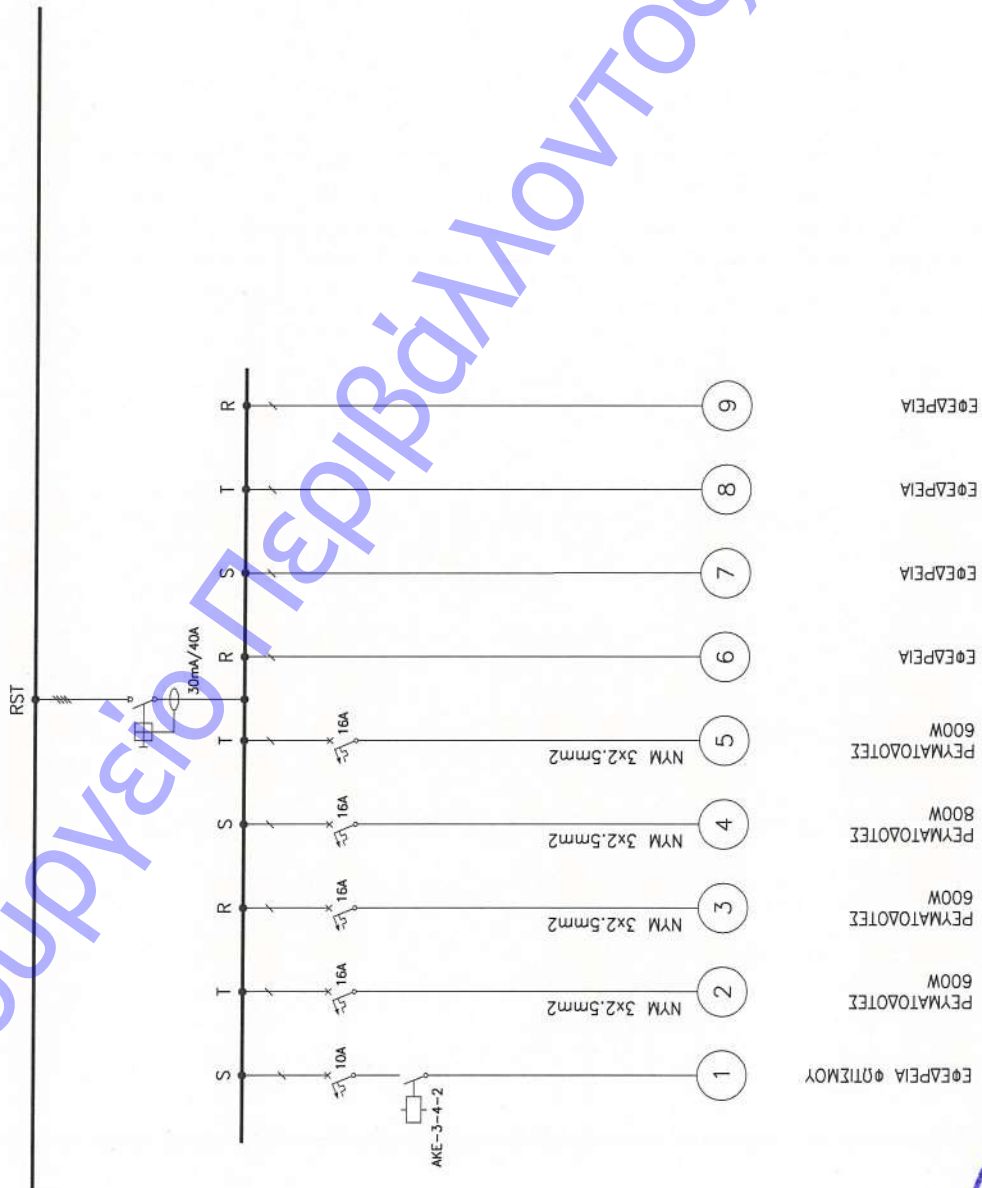 RST
30mA/40A
S
T
R
S
T
R
S
T
R
10A
16A
16A
16A
16A
AKE-3-4-2
NYM 3x2.5mm2
NYM 3x2.5mm2
NYM 3x2.5mm2
NYM 3x2.5mm2
1
2
3
4
5
6
7
8
9
ΕΦΕΔΡΕΙΑ ΦΩΤΙΣΜΟΥ
ΡΕΥΜΑΤΟΔΟΤΕΣ
600W
ΡΕΥΜΑΤΟΔΟΤΕΣ
600W
ΡΕΥΜΑΤΟΔΟΤΕΣ
800W
ΡΕΥΜΑΤΟΔΟΤΕΣ
600W
ΕΦΕΔΡΕΙΑ
ΕΦΕΔΡΕΙΑ
ΕΦΕΔΡΕΙΑ
ΕΦΕΔΡΕΙΑ
ουργείο Περιβάλλοντος